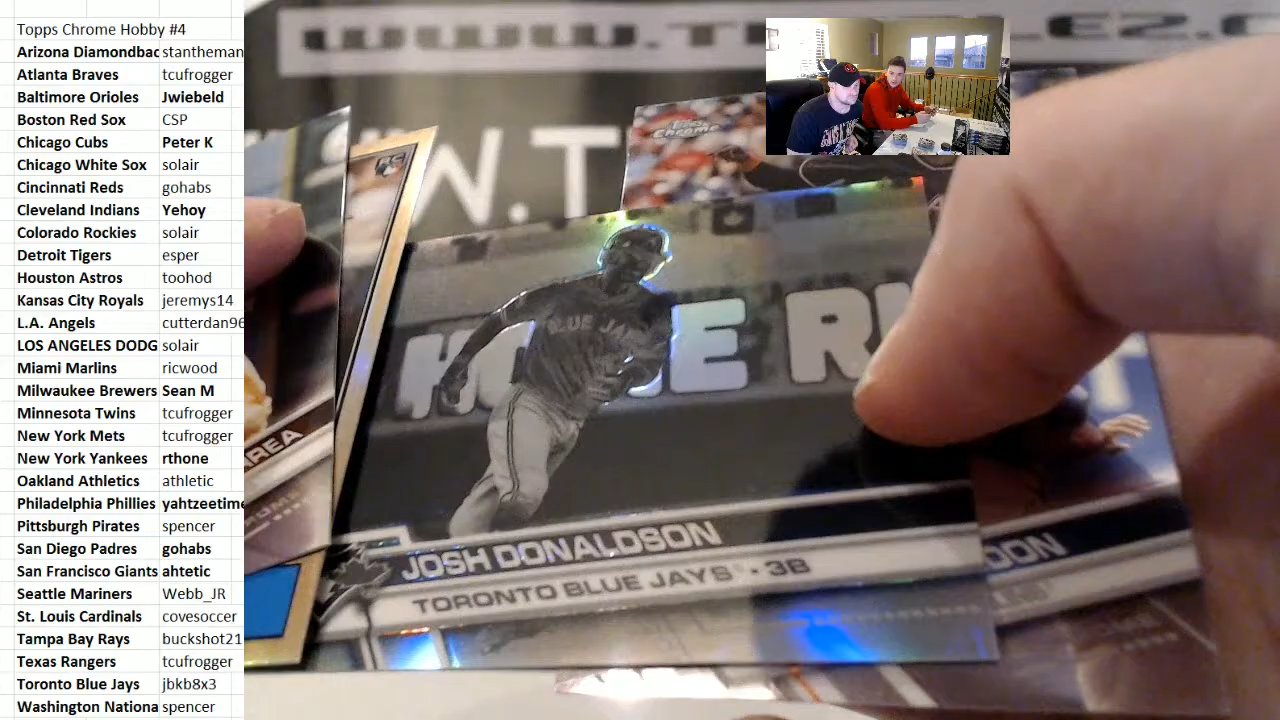 Topps Chrome Hobby #4
Arizona Diamondbac stantheman
Atlanta Braves tcufrogger
Baltimore Orioles Jwiebeld
Boston Red Sox CSP
Chicago Cubs Peter K
Chicago White Sox solair
Cincinnati Reds gohabs
Cleveland Indians Yehoy
Colorado Rockies solair
Detroit Tigers esper
Houston Astros toohod
Kansas City Royals jeremys14
L.A. Angels cutterdan96
LOS ANGELES DODG solair
Miami Marlins ricwood
Milwaukee Brewers Sean M
Minnesota Twins tcufrogger
New York Mets tcufrogger
New York Yankees rthone
Oakland Athletics athletic
Philadelphia Phillies yahtzeetime
Pittsburgh Pirates spencer
San Diego Padres gohabs
San Francisco Giants ahtetic
Seattle Mariners Webb_JR
St. Louis Cardinals covesoccer
Tampa Bay Rays buckshot21
Texas Rangers tcufrogger
Toronto Blue Jays jbkb8x3
Washington Nationa spencer
WWW.T
W.T
Topps Chrome
RC
BLUE JAYS
JOSH DONALDSON
TORONTO BLUE JAYS - 3B